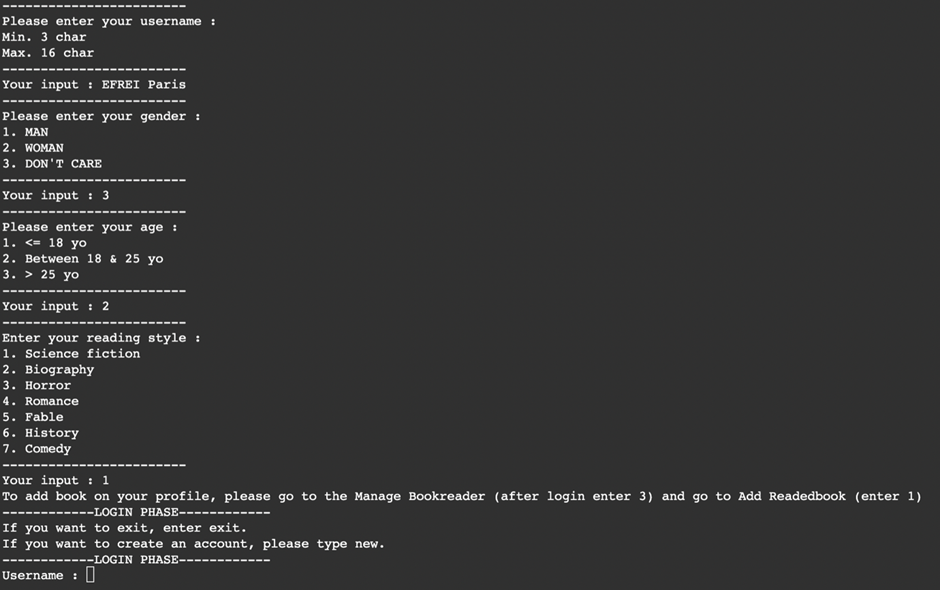 ------------------------
Please enter your username :
Min. 3 char
Max. 16 char
------------------------
Your input : EFREI Paris
------------------------
Please enter your gender :
1. MAN
2. WOMAN
3. DON'T CARE
------------------------
Your input : 3
------------------------
Please enter your age :
1. <= 18 yo
2. Between 18 & 25 yo
3. > 25 yo
------------------------
Your input : 2
------------------------
Enter your reading style :
1. Science fiction
2. Biography
3. Horror
4. Romance
5. Fable
6. History
7. Comedy
------------------------
Your input : 1
To add book on your profile, please go to the Manage Bookreader (after login enter 3) and go to Add Readedbook (enter 1)
------------LOGIN PHASE------------
If you want to exit, enter exit.
If you want to create an account, please type new.
------------LOGIN PHASE------------
Username :